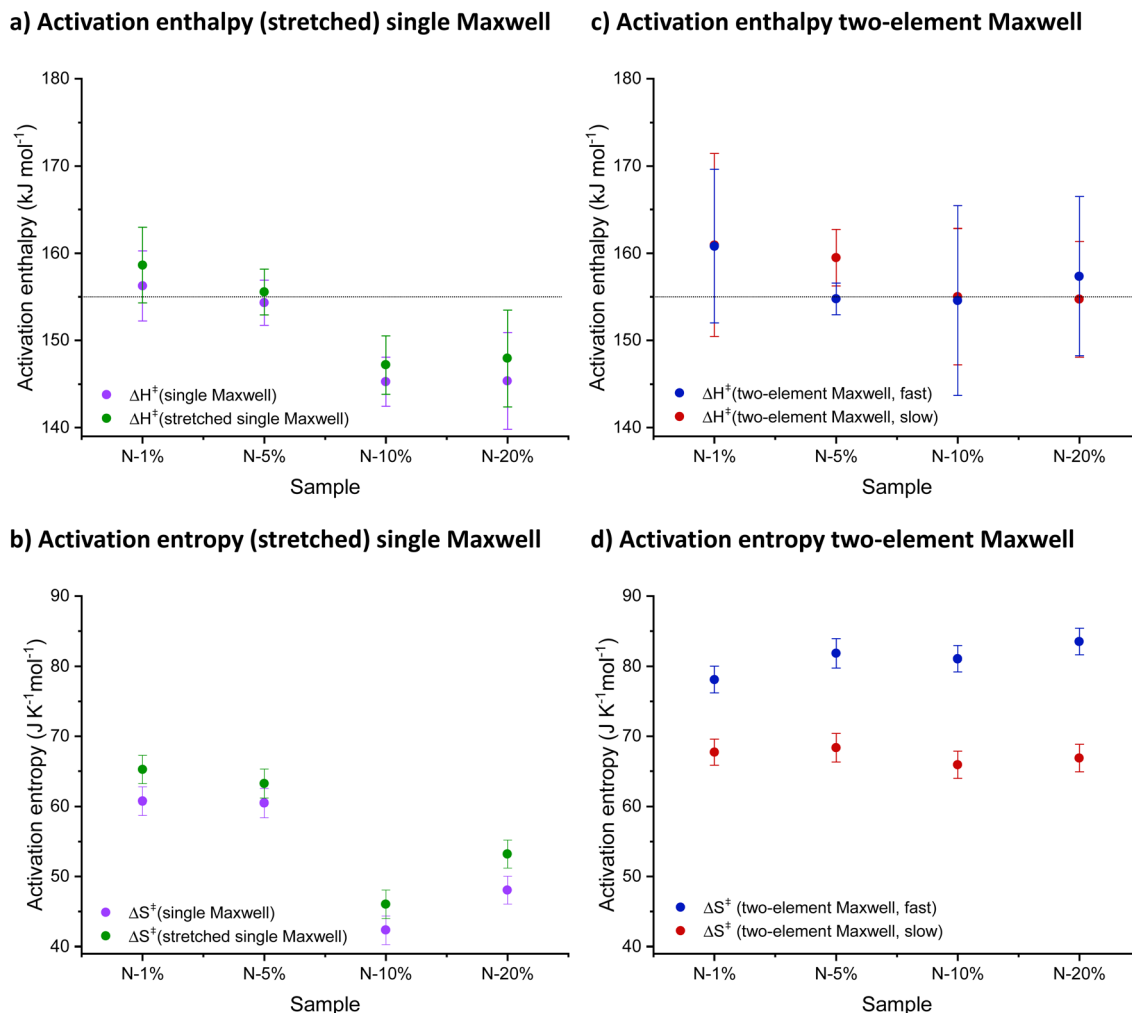 a) Activation enthalpy (stretched) single Maxwell
180
170
160
150
140
Activation enthalpy (kJ mol⁻¹)
ΔH‡(single Maxwell)
ΔH‡(stretched single Maxwell)
N-1% N-5% N-10% N-20%
Sample
c) Activation enthalpy two-element Maxwell
180
170
160
150
140
Activation enthalpy (kJ mol⁻¹)
ΔH‡(two-element Maxwell, fast)
ΔH‡(two-element Maxwell, slow)
N-1% N-5% N-10% N-20%
Sample
b) Activation entropy (stretched) single Maxwell
90
80
70
60
50
40
Activation entropy (J K⁻¹mol⁻¹)
ΔS‡(single Maxwell)
ΔS‡(stretched single Maxwell)
N-1% N-5% N-10% N-20%
Sample
d) Activation entropy two-element Maxwell
90
80
70
60
50
40
Activation entropy (J K⁻¹mol⁻¹)
ΔS‡ (two-element Maxwell, fast)
ΔS‡ (two-element Maxwell, slow)
N-1% N-5% N-10% N-20%
Sample